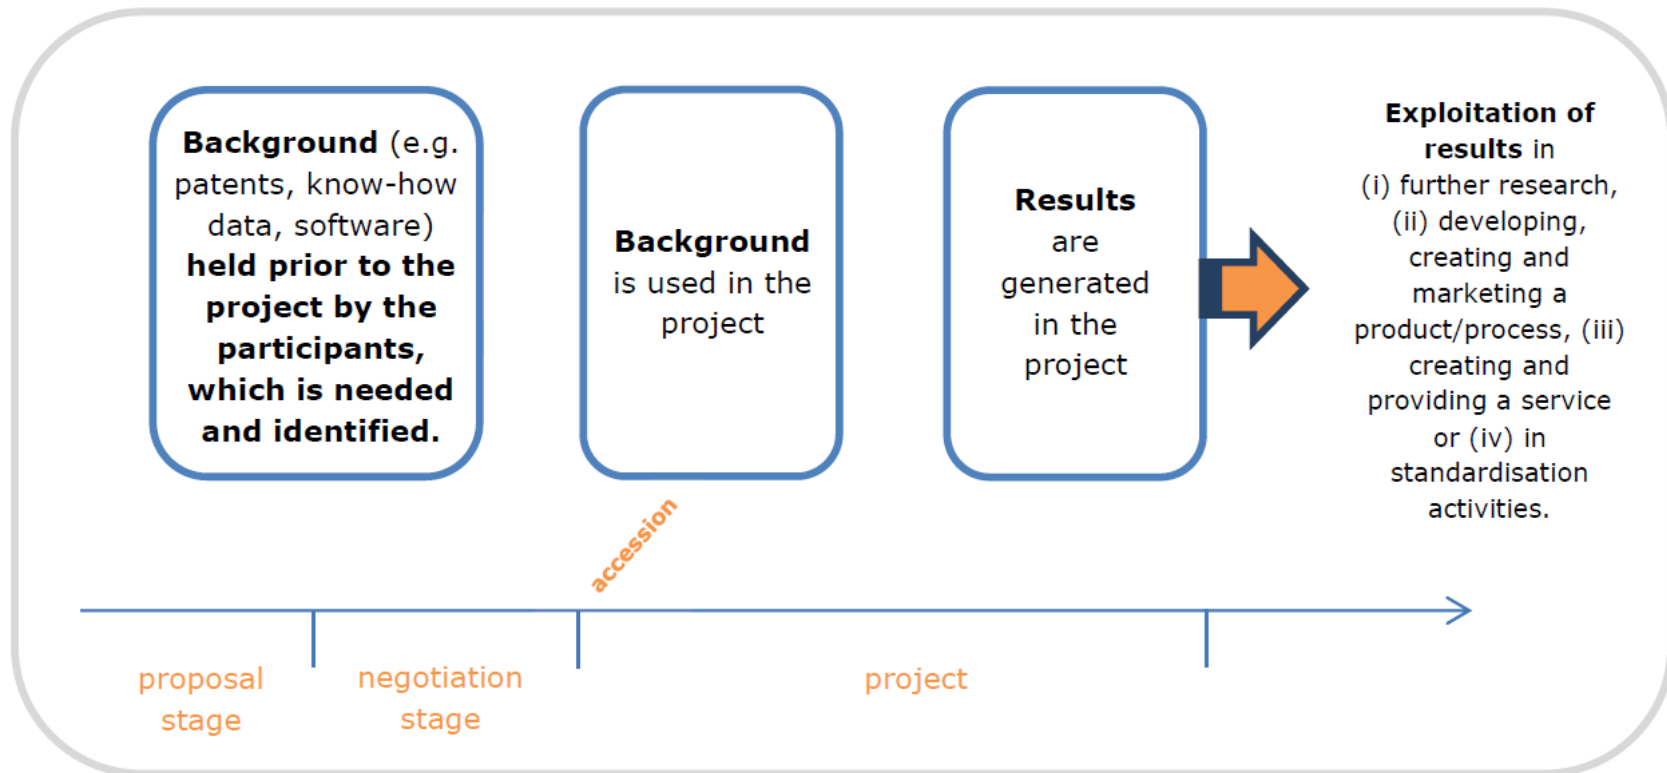 Background (e.g.
patents, know-how
data, software)
held prior to the
project by the
participants,
which is needed
and identified.
Background
is used in the
project
Results
are
generated
in the
project
Exploitation of
results in
(i) further research,
(ii) developing,
creating and
marketing a
product/process, (iii)
creating and
providing a service
or (iv) in
standardisation
activities.
accession
proposal
stage
negotiation
stage
project